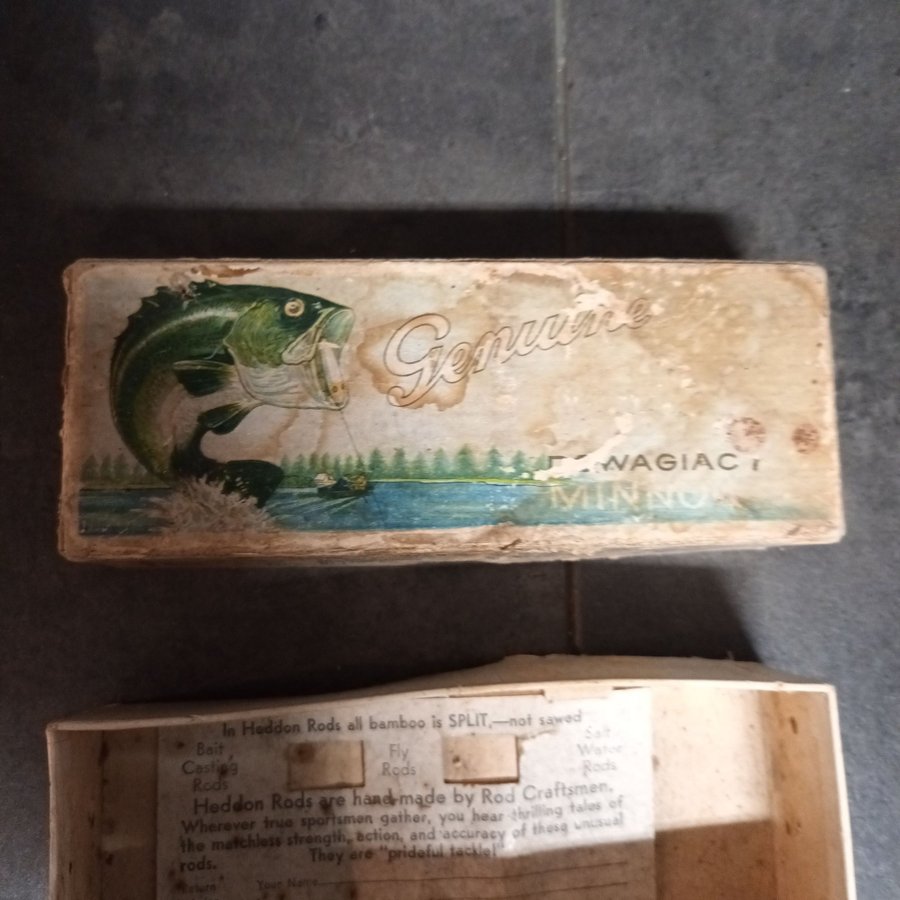 Genuine
DOWAGIAC
MINNOW
In Heddon Rods all bamboo is SPLIT,—not sawed
Bait Casting Rods
Fly Rods
Salt Water Rods
Heddon Rods are hand-made by Rod Craftsmen.
Wherever true sportsmen gather, you hear thrilling tales of
the matchless strength, action, and accuracy of these unusual
rods. They are "prideful tackle!"
Return Your Name